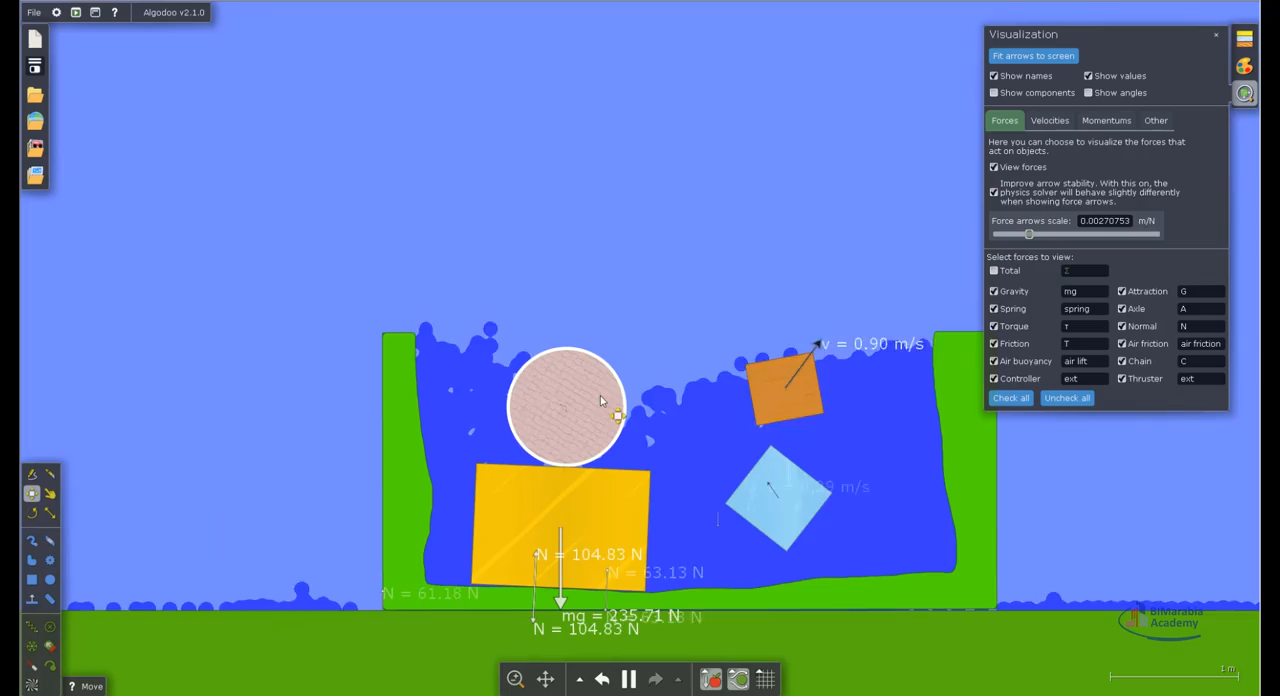 File
?
Algodoo v2.1.0
Visualization
×
Fit arrows to screen
Show names
Show values
Show components
Show angles
Forces
Velocities
Momentums
Other
Here you can choose to visualize the forces that
act on objects.
View forces
Improve arrow stability. With this on, the
physics solver will behave slightly differently
when showing force arrows.
Force arrows scale:
0.00270753
m/N
Select forces to view:
Total
Σ
Gravity
mg
Attraction
G
Spring
spring
Axle
A
Torque
τ
Normal
N
Friction
T
Air friction
air friction
Air buoyancy
air lift
Chain
C
Controller
ext
Thruster
ext
Check all
Uncheck all
v = 0.90 m/s
m/s
N = 104.83 N
N = 63.13 N
N = 61.18 N
mg = 235.71 N
N = 104.83 N
BIMarabia
Academy
1 m
? Move